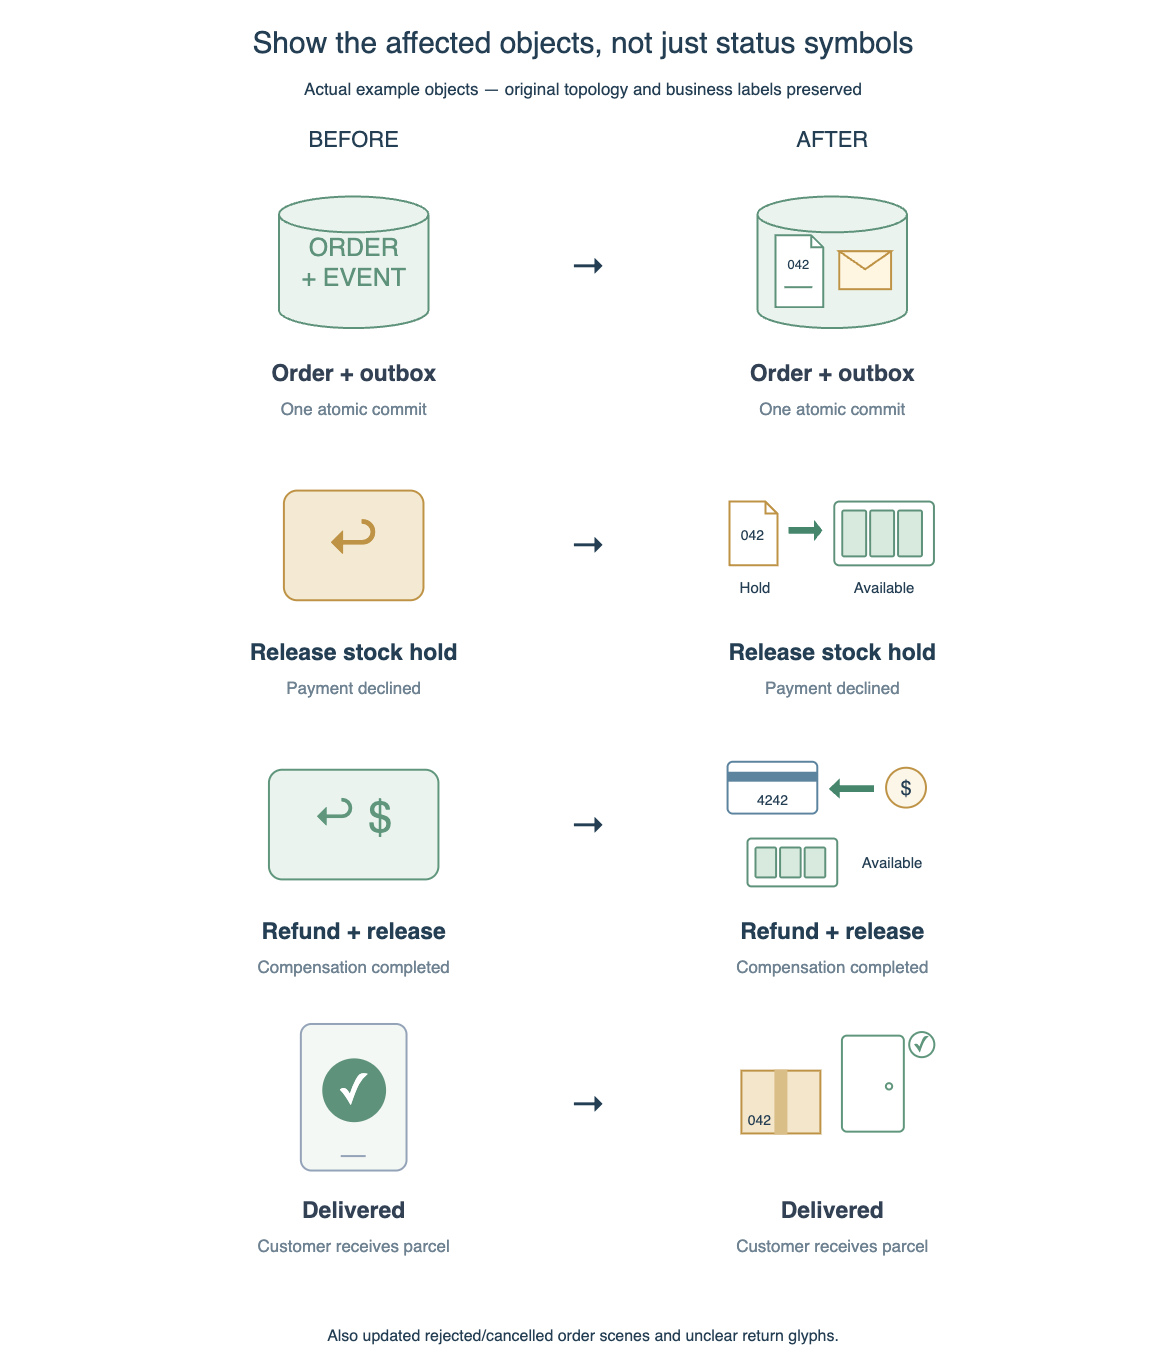 Show the affected objects, not just status symbols
Actual example objects — original topology and business labels preserved
BEFORE
AFTER
ORDER
+ EVENT
042
Order + outbox
Order + outbox
One atomic commit
One atomic commit
042
Hold
Available
Release stock hold
Release stock hold
Payment declined
Payment declined
$
4242
$
Available
Refund + release
Refund + release
Compensation completed
Compensation completed
042
Delivered
Delivered
Customer receives parcel
Customer receives parcel
Also updated rejected/cancelled order scenes and unclear return glyphs.